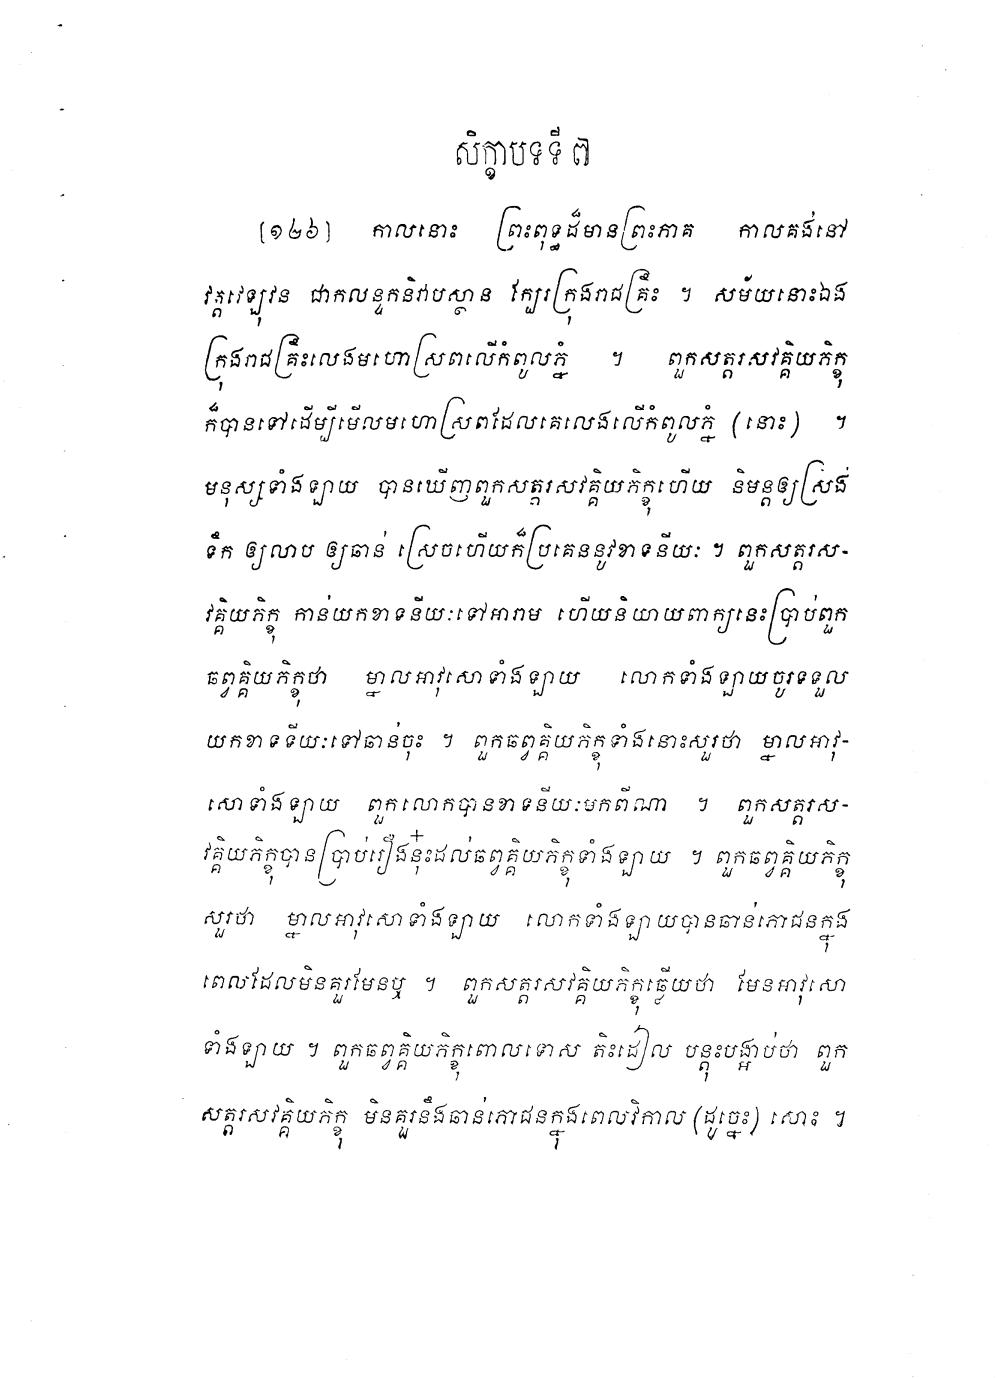 សិក្ខាបទទី ៧
[១២៦] កាលនោះ ព្រះពុទ្ធដ៏មានព្រះភាគ កាលគង់នៅ
វត្តវេឡុវន ជាកលន្ទកនិវាបស្ថាន ក្បែរក្រុងរាជគ្រឹះ ។ សម័យនោះឯង
ក្រុងរាជគ្រឹះលេងមហោស្រពលើកំពូលភ្នំ ។ ពួកសត្តរសវគ្គិយភិក្ខុ
ក៏បានទៅដើម្បីមើលមហោស្រពដែលគេលេងលើកំពូលភ្នំ (នោះ) ។
មនុស្សទាំងឡាយ បានឃើញពួកសត្តរសវគ្គិយភិក្ខុហើយ និមន្តឲ្យស្រង់
ទឹក ឲ្យលាប ឲ្យឆាន់ ស្រេចហើយក៏ប្រគេននូវខាទនីយៈ ។ ពួកសត្តរស-
វគ្គិយភិក្ខុ កាន់យកខាទនីយៈទៅអារាម ហើយនិយាយពាក្យនេះប្រាប់ពួក
ឆព្វគ្គិយភិក្ខុថា ម្នាលអាវុសោទាំងឡាយ លោកទាំងឡាយចូរទទួល
យកខាទទីយៈទៅឆាន់ចុះ ។ ពួកឆព្វគ្គិយភិក្ខុទាំងនោះសួរថា ម្នាលអាវុ-
សោទាំងឡាយ ពួកលោកបានខាទនីយៈមកពីណា ។ ពួកសត្តរស-
វគ្គិយភិក្ខុបានប្រាប់រឿងនុ៎ះដល់ឆព្វគ្គិយភិក្ខុទាំងឡាយ ។ ពួកឆព្វគ្គិយភិក្ខុ
សួរថា ម្នាលអាវុសោទាំងឡាយ លោកទាំងឡាយបានឆាន់ភោជនក្នុង
ពេលដែលមិនគួរមែនឬ ។ ពួកសត្តរសវគ្គិយភិក្ខុឆ្លើយថា មែនអាវុសោ
ទាំងឡាយ ។ ពួកឆព្វគ្គិយភិក្ខុពោលទោស តិះដៀល បន្តុះបង្អាប់ថា ពួក
សត្តរសវគ្គិយភិក្ខុ មិនគួរនឹងឆាន់ភោជនក្នុងពេលវិកាល (ដូច្នេះ) សោះ ។